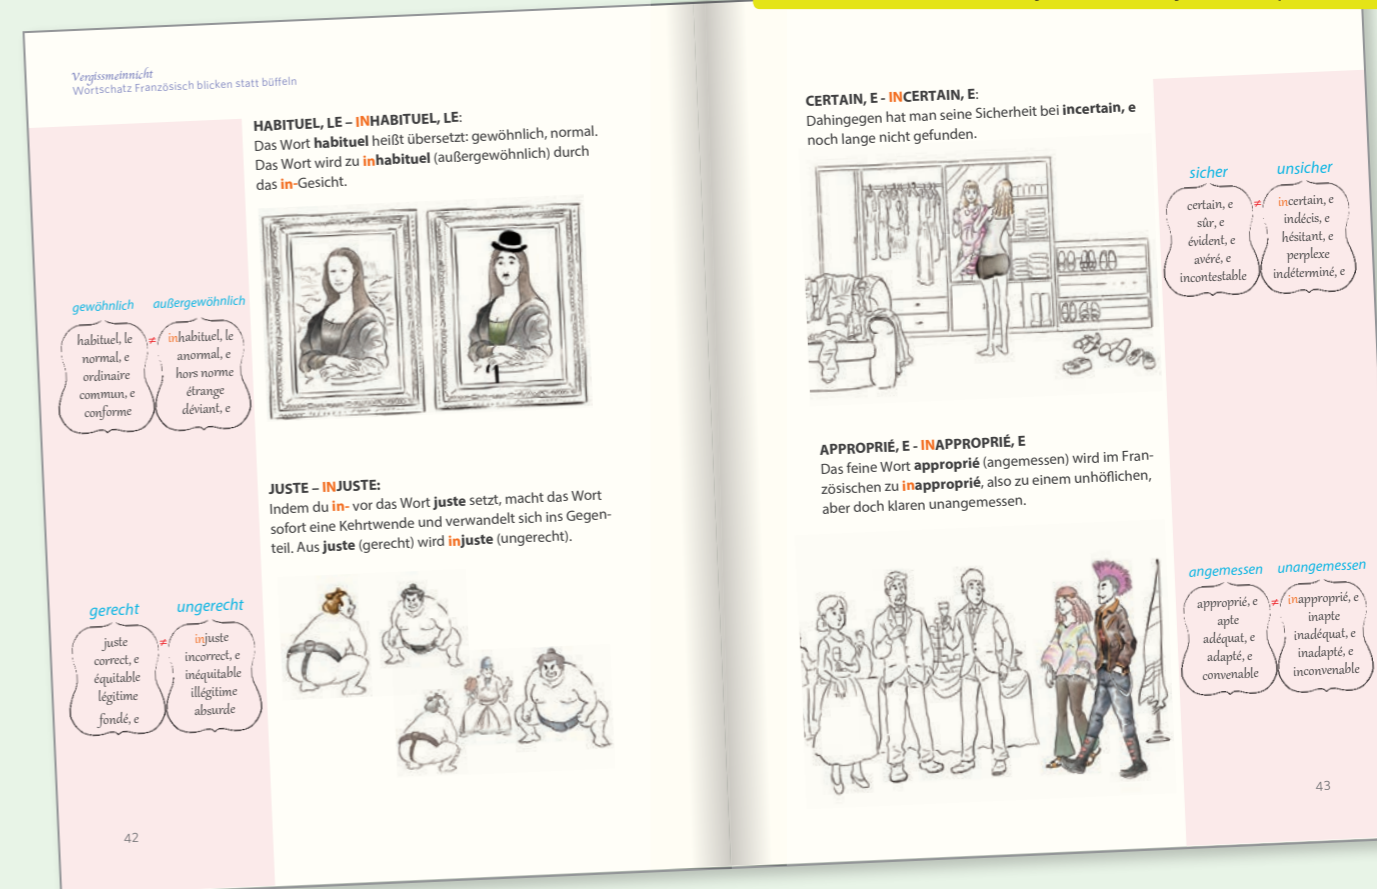 Vergissmeinnicht
Wortschatz Französisch blicken statt büffeln
HABITUEL, LE – INHABITUEL, LE:
Das Wort habituel heißt übersetzt: gewöhnlich, normal.
Das Wort wird zu inhabituel (außergewöhnlich) durch
das in-Gesicht.
gewöhnlich
habituel, le
normal, e
ordinaire
commun, e
conforme
≠
außergewöhnlich
inhabituel, le
anormal, e
hors norme
étrange
déviant, e
JUSTE – INJUSTE:
Indem du in- vor das Wort juste setzt, macht das Wort
sofort eine Kehrtwende und verwandelt sich ins Gegen-
teil. Aus juste (gerecht) wird injuste (ungerecht).
gerecht
juste
correct, e
équitable
légitime
fondé, e
≠
ungerecht
injuste
incorrect, e
inéquitable
illégitime
absurde
42
CERTAIN, E - INCERTAIN, E:
Dahingegen hat man seine Sicherheit bei incertain, e
noch lange nicht gefunden.
sicher
certain, e
sûr, e
évident, e
avéré, e
incontestable
≠
unsicher
incertain, e
indécis, e
hésitant, e
perplexe
indéterminé, e
APPROPRIÉ, E - INAPPROPRIÉ, E
Das feine Wort approprié (angemessen) wird im Fran-
zösischen zu inapproprié, also zu einem unhöflichen,
aber doch klaren unangemessen.
angemessen
approprié, e
apte
adéquat, e
adapté, e
convenable
≠
unangemessen
inapproprié, e
inapte
inadéquat, e
inadapté, e
inconvenable
43